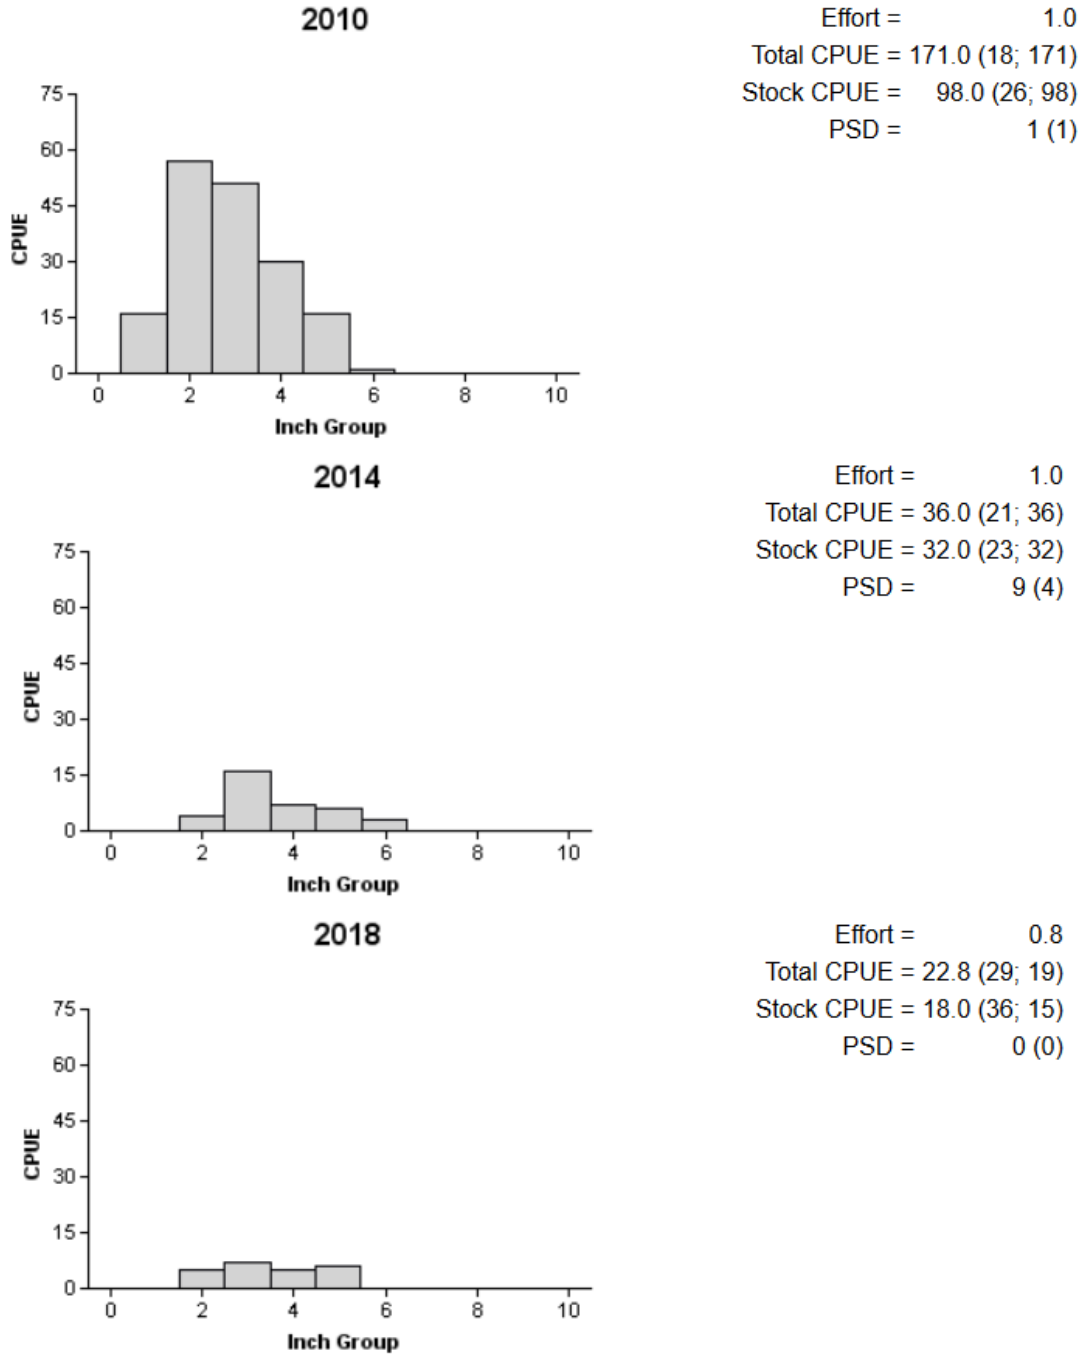 2010
Effort = 1.0
Total CPUE = 171.0 (18; 171)
Stock CPUE = 98.0 (26; 98)
PSD = 1 (1)
75
60
45
30
15
0
CPUE
0 2 4 6 8 10
Inch Group
2014
Effort = 1.0
Total CPUE = 36.0 (21; 36)
Stock CPUE = 32.0 (23; 32)
PSD = 9 (4)
75
60
45
30
15
0
CPUE
0 2 4 6 8 10
Inch Group
2018
Effort = 0.8
Total CPUE = 22.8 (29; 19)
Stock CPUE = 18.0 (36; 15)
PSD = 0 (0)
75
60
45
30
15
0
CPUE
0 2 4 6 8 10
Inch Group